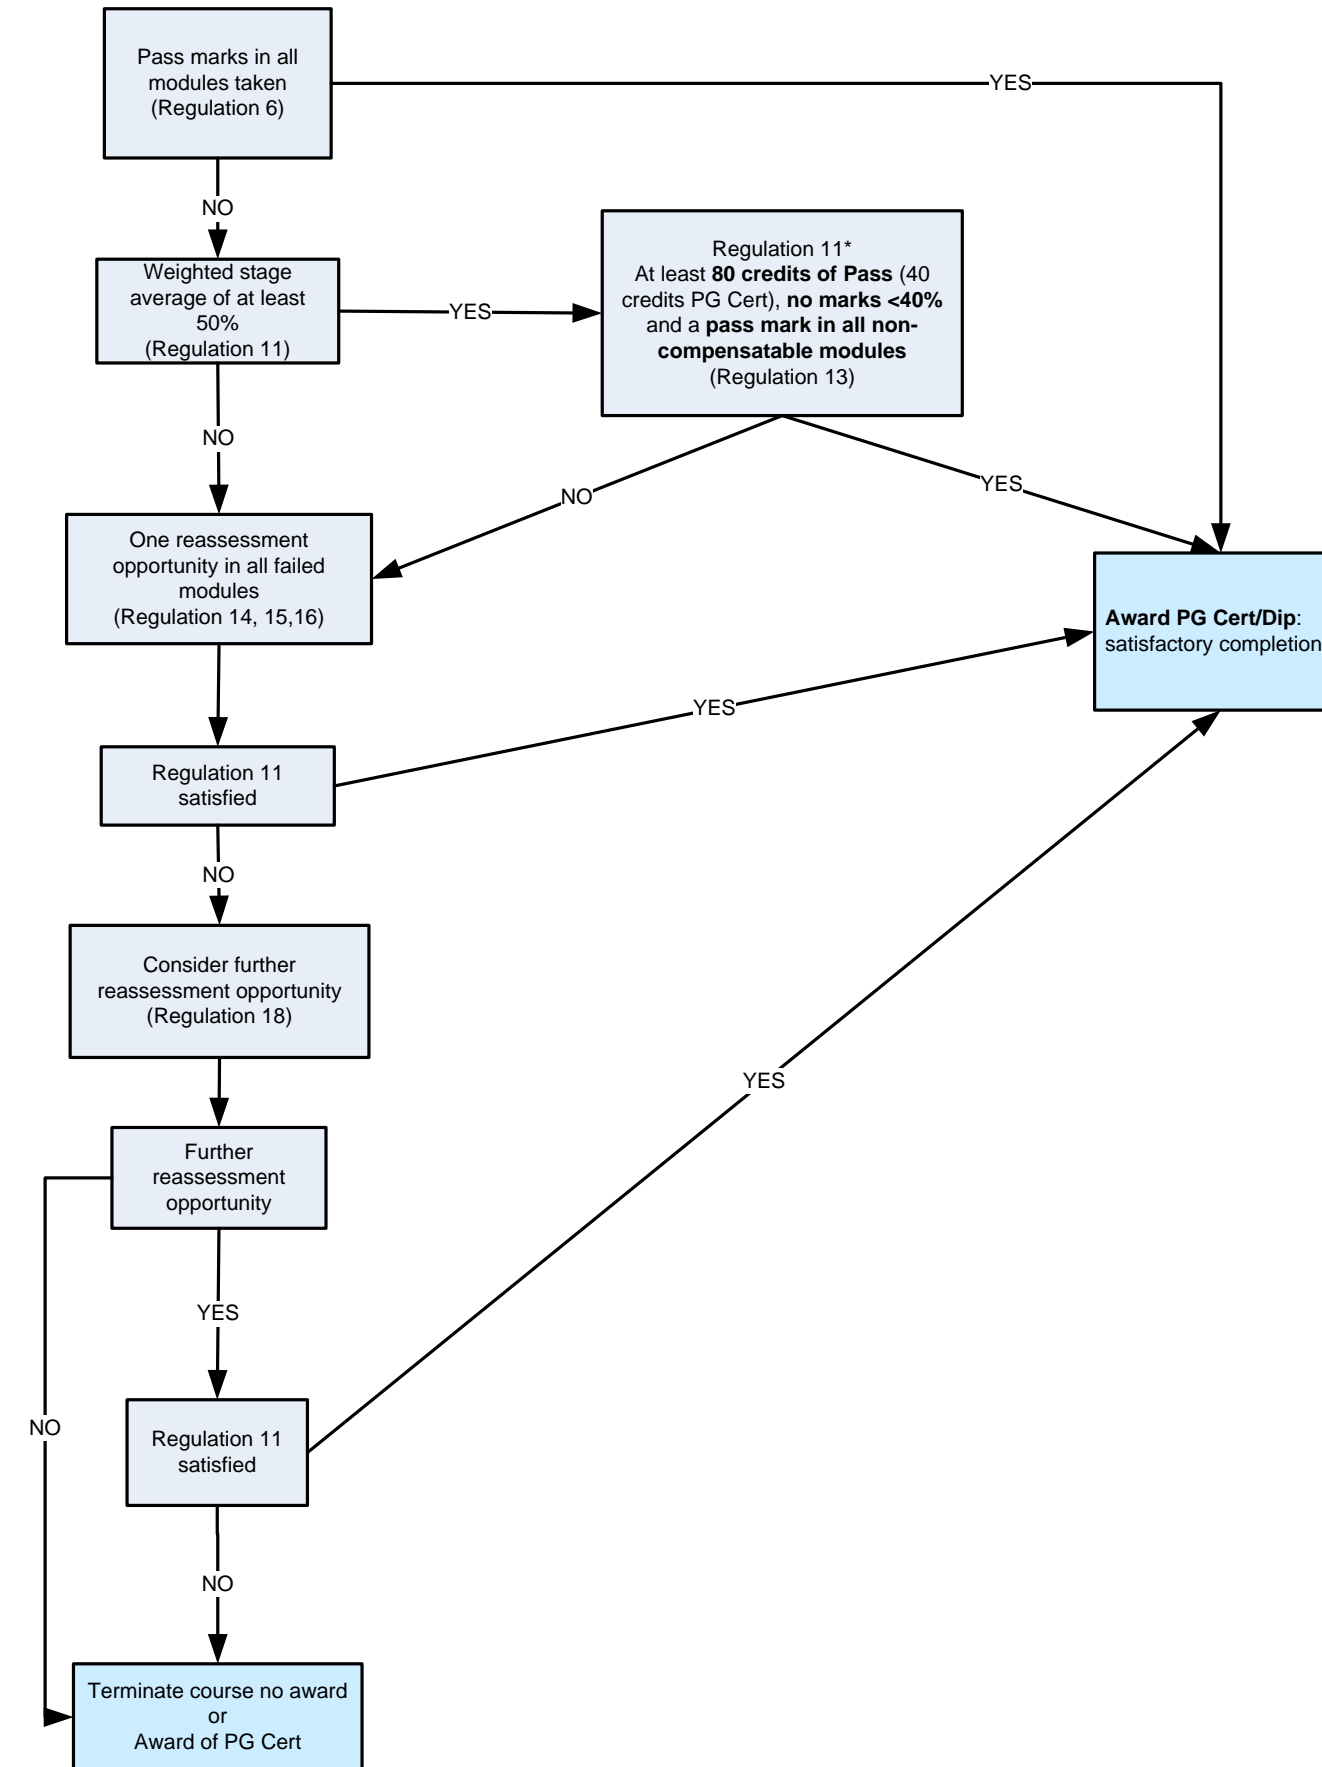 Pass marks in all
modules taken
(Regulation 6)
YES
NO
Weighted stage
average of at least
50%
(Regulation 11)
YES
Regulation 11*
At least 80 credits of Pass (40
credits PG Cert), no marks <40%
and a pass mark in all non-
compensatable modules
(Regulation 13)
NO
NO
YES
One reassessment
opportunity in all failed
modules
(Regulation 14, 15,16)
Award PG Cert/Dip:
satisfactory completion
YES
Regulation 11
satisfied
NO
Consider further
reassessment opportunity
(Regulation 18)
YES
Further
reassessment
opportunity
YES
NO
Regulation 11
satisfied
NO
Terminate course no award
or
Award of PG Cert